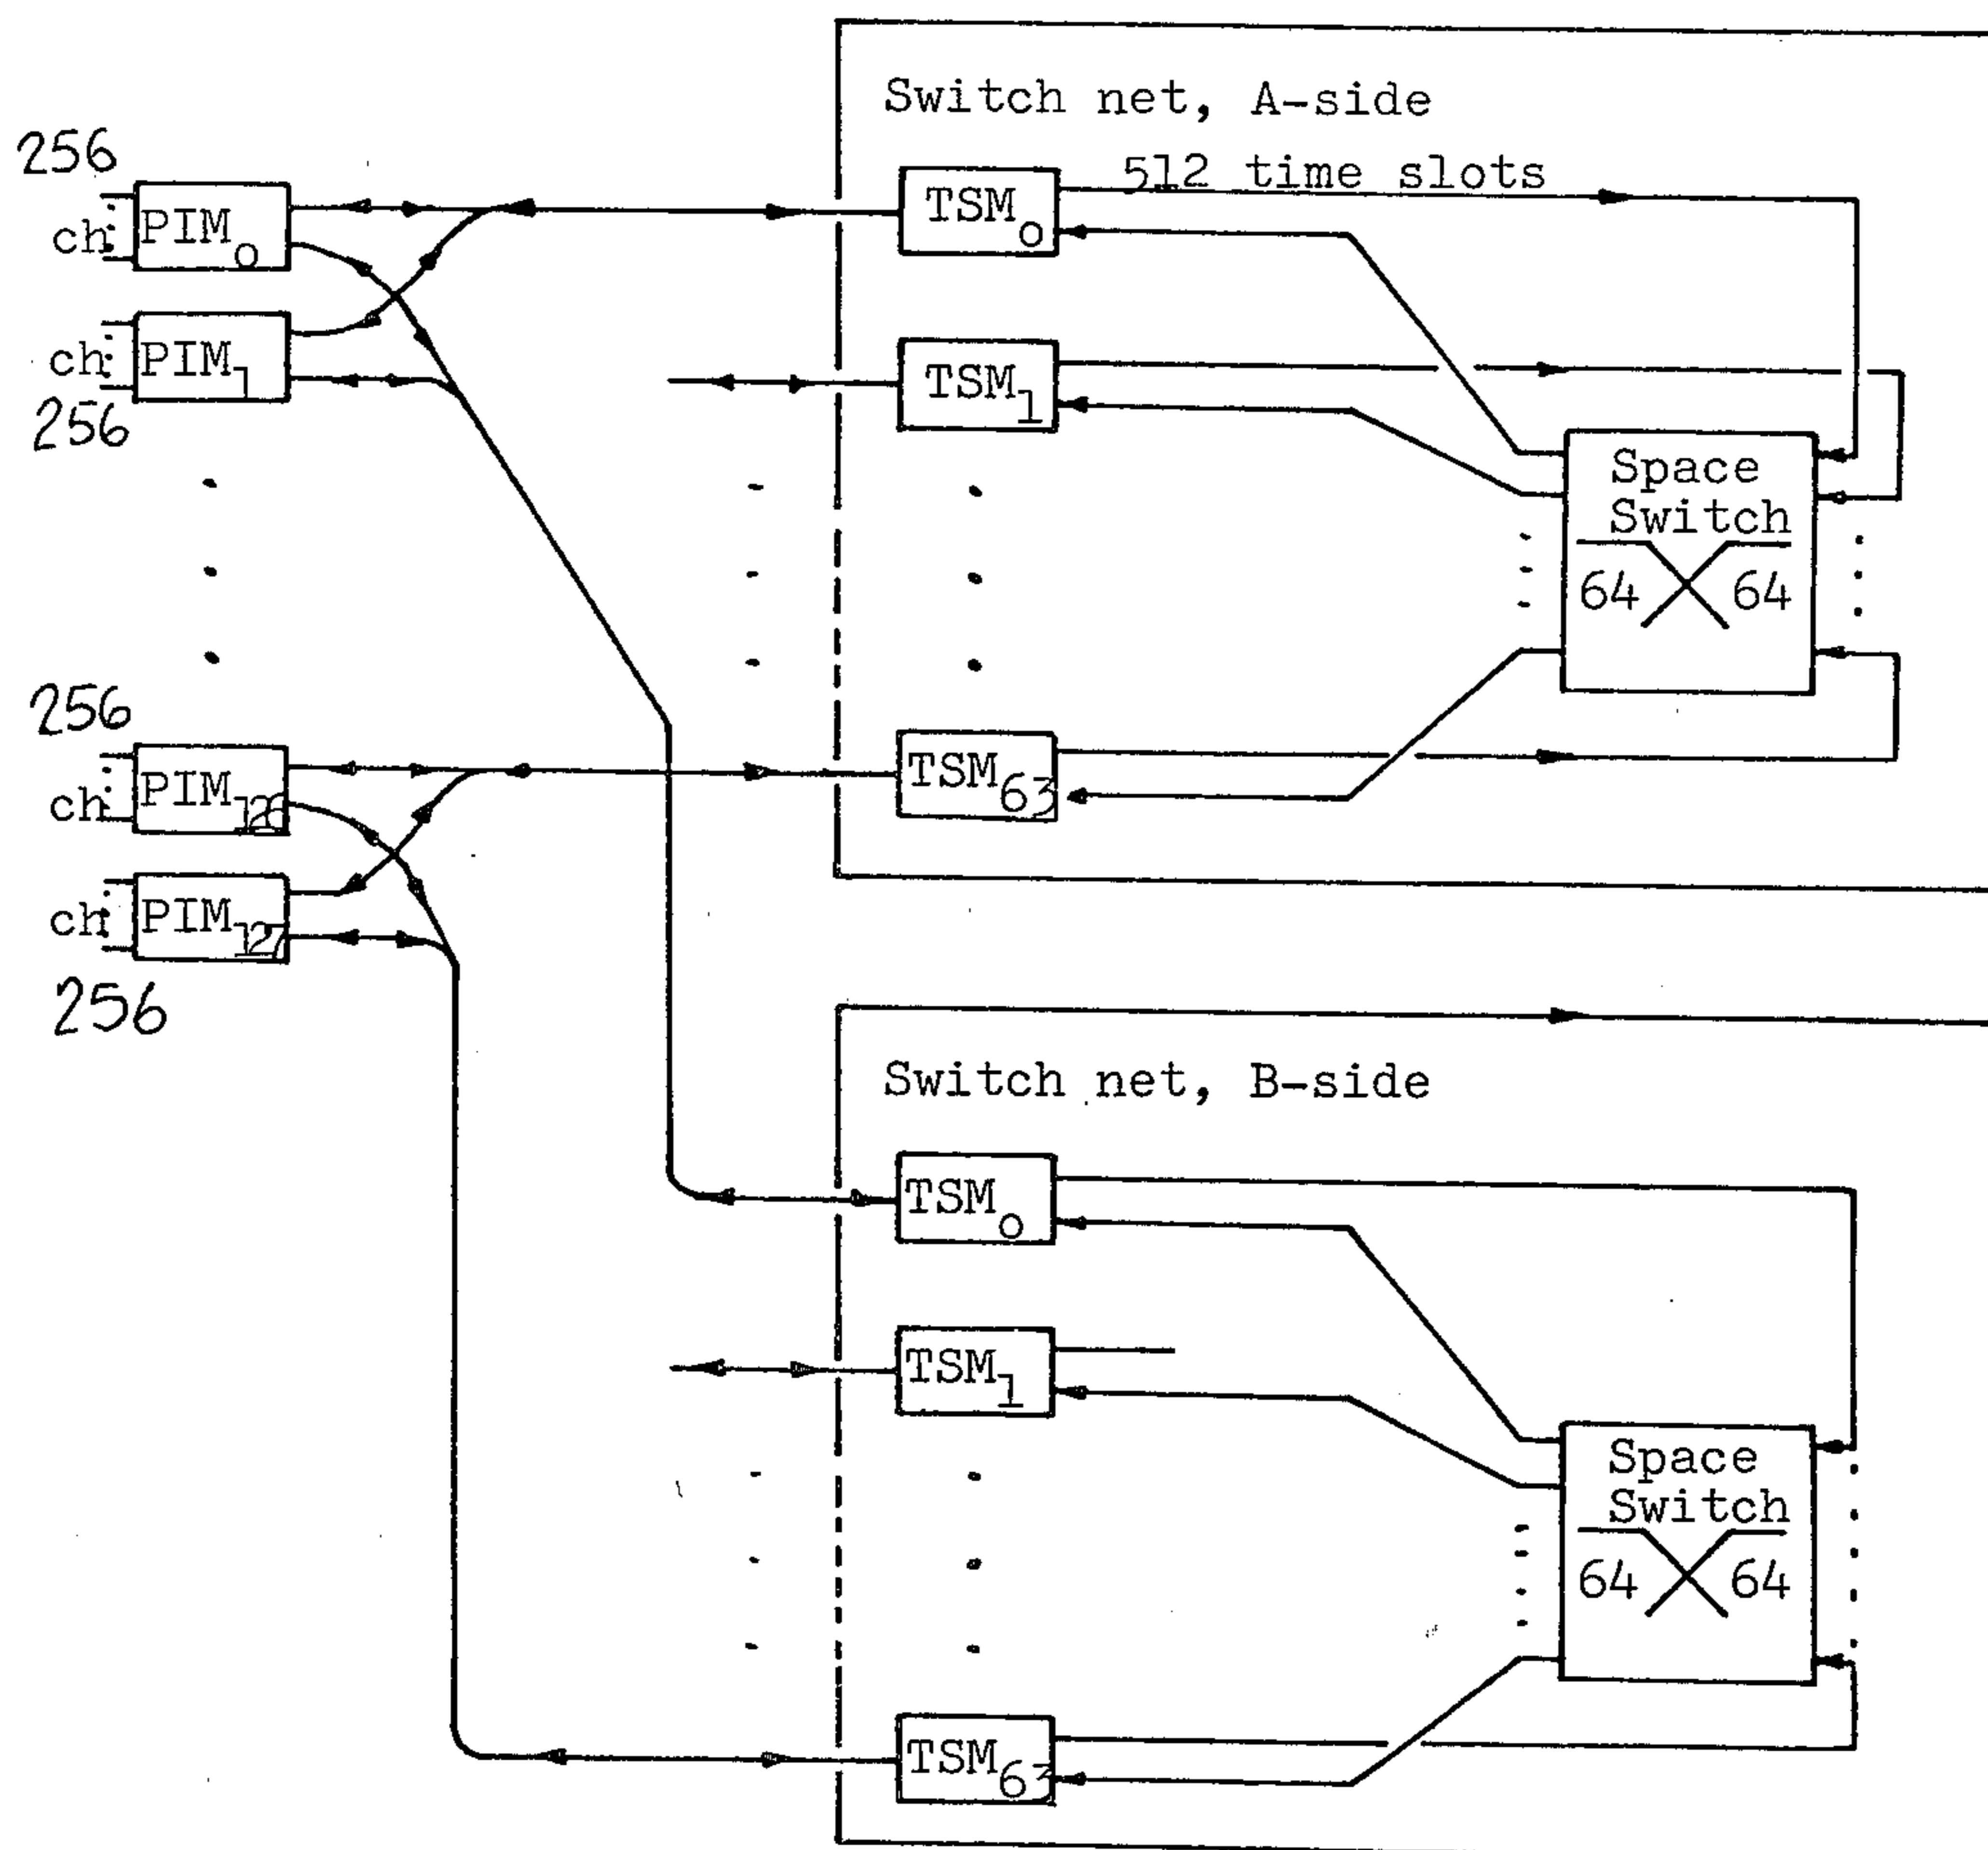 Switch net, A-side
512 time slots
256
ch PIM0
ch PIM1
256
TSM0
TSM1
Space
Switch
64 64
256
ch PIM126
ch PIM127
256
TSM63
Switch net, B-side
TSM0
TSM1
Space
Switch
64 64
TSM63